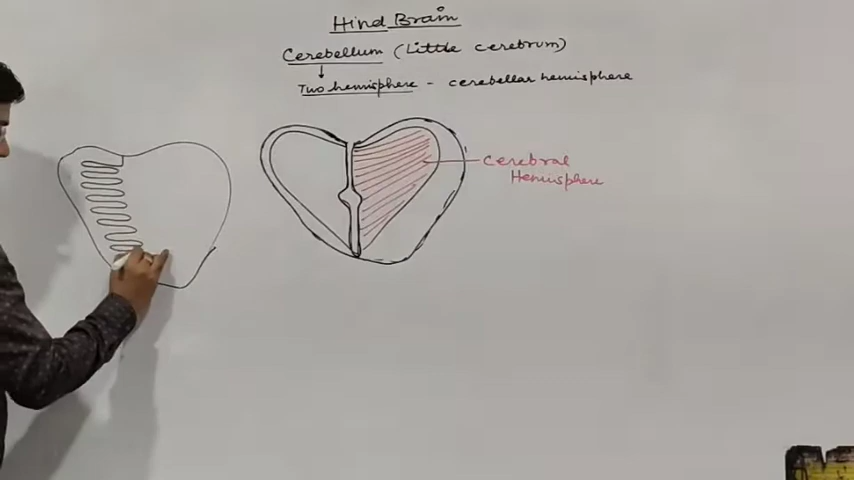 Hind Brain
Cerebellum (Little cerebrum)
Two hemisphere - cerebellar hemisphere
Cerebral
Hemisphere